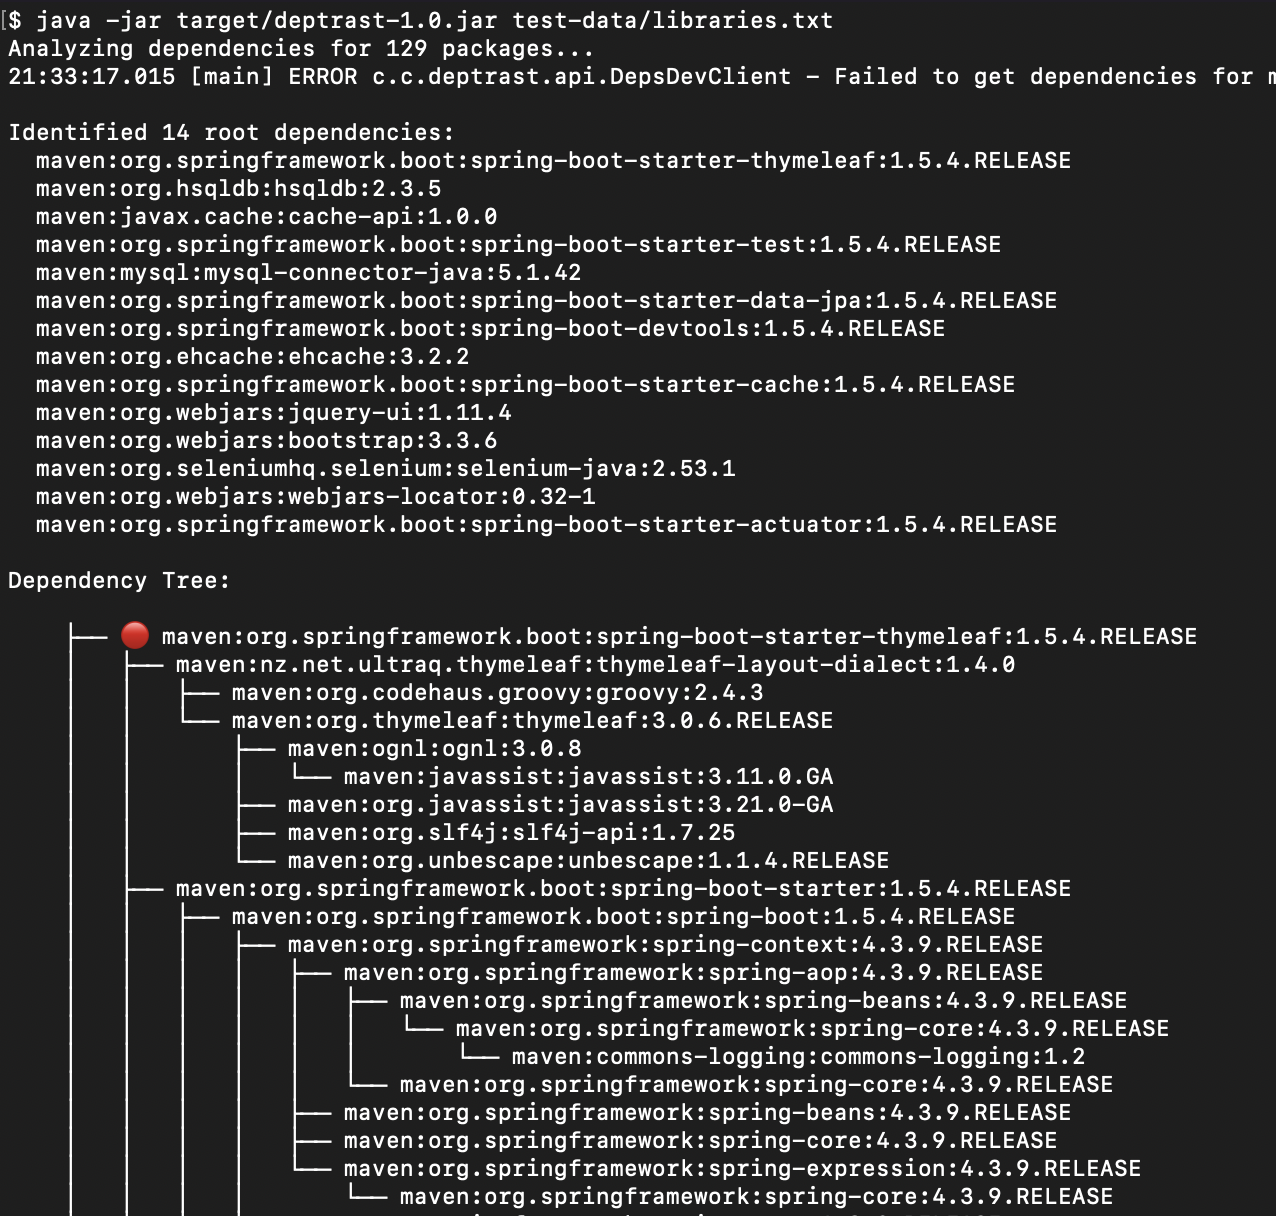 [$ java -jar target/deptrast-1.0.jar test-data/libraries.txt
Analyzing dependencies for 129 packages...
21:33:17.015 [main] ERROR c.c.deptrast.api.DepsDevClient - Failed to get dependencies for
Identified 14 root dependencies:
maven:org.springframework.boot:spring-boot-starter-thymeleaf:1.5.4.RELEASE
maven:org.hsqldb:hsqldb:2.3.5
maven:javax.cache:cache-api:1.0.0
maven:org.springframework.boot:spring-boot-starter-test:1.5.4.RELEASE
maven:mysql:mysql-connector-java:5.1.42
maven:org.springframework.boot:spring-boot-starter-data-jpa:1.5.4.RELEASE
maven:org.springframework.boot:spring-boot-devtools:1.5.4.RELEASE
maven:org.ehcache:ehcache:3.2.2
maven:org.springframework.boot:spring-boot-starter-cache:1.5.4.RELEASE
maven:org.webjars:jquery-ui:1.11.4
maven:org.webjars:bootstrap:3.3.6
maven:org.seleniumhq.selenium:selenium-java:2.53.1
maven:org.webjars:webjars-locator:0.32-1
maven:org.springframework.boot:spring-boot-starter-actuator:1.5.4.RELEASE
Dependency Tree:
├── 🔴 maven:org.springframework.boot:spring-boot-starter-thymeleaf:1.5.4.RELEASE
│   ├── maven:nz.net.ultraq.thymeleaf:thymeleaf-layout-dialect:1.4.0
│   │   ├── maven:org.codehaus.groovy:groovy:2.4.3
│   │   └── maven:org.thymeleaf:thymeleaf:3.0.6.RELEASE
│   │       ├── maven:ognl:ognl:3.0.8
│   │       │   └── maven:javassist:javassist:3.11.0.GA
│   │       ├── maven:org.javassist:javassist:3.21.0-GA
│   │       ├── maven:org.slf4j:slf4j-api:1.7.25
│   │       └── maven:org.unbescape:unbescape:1.1.4.RELEASE
│   ├── maven:org.springframework.boot:spring-boot-starter:1.5.4.RELEASE
│   │   ├── maven:org.springframework.boot:spring-boot:1.5.4.RELEASE
│   │   │   ├── maven:org.springframework:spring-context:4.3.9.RELEASE
│   │   │   │   ├── maven:org.springframework:spring-aop:4.3.9.RELEASE
│   │   │   │   │   ├── maven:org.springframework:spring-beans:4.3.9.RELEASE
│   │   │   │   │   │   └── maven:org.springframework:spring-core:4.3.9.RELEASE
│   │   │   │   │   │       └── maven:commons-logging:commons-logging:1.2
│   │   │   │   │   └── maven:org.springframework:spring-core:4.3.9.RELEASE
│   │   │   │   ├── maven:org.springframework:spring-beans:4.3.9.RELEASE
│   │   │   │   ├── maven:org.springframework:spring-core:4.3.9.RELEASE
│   │   │   │   └── maven:org.springframework:spring-expression:4.3.9.RELEASE
│   │   │   │       └── maven:org.springframework:spring-core:4.3.9.RELEASE